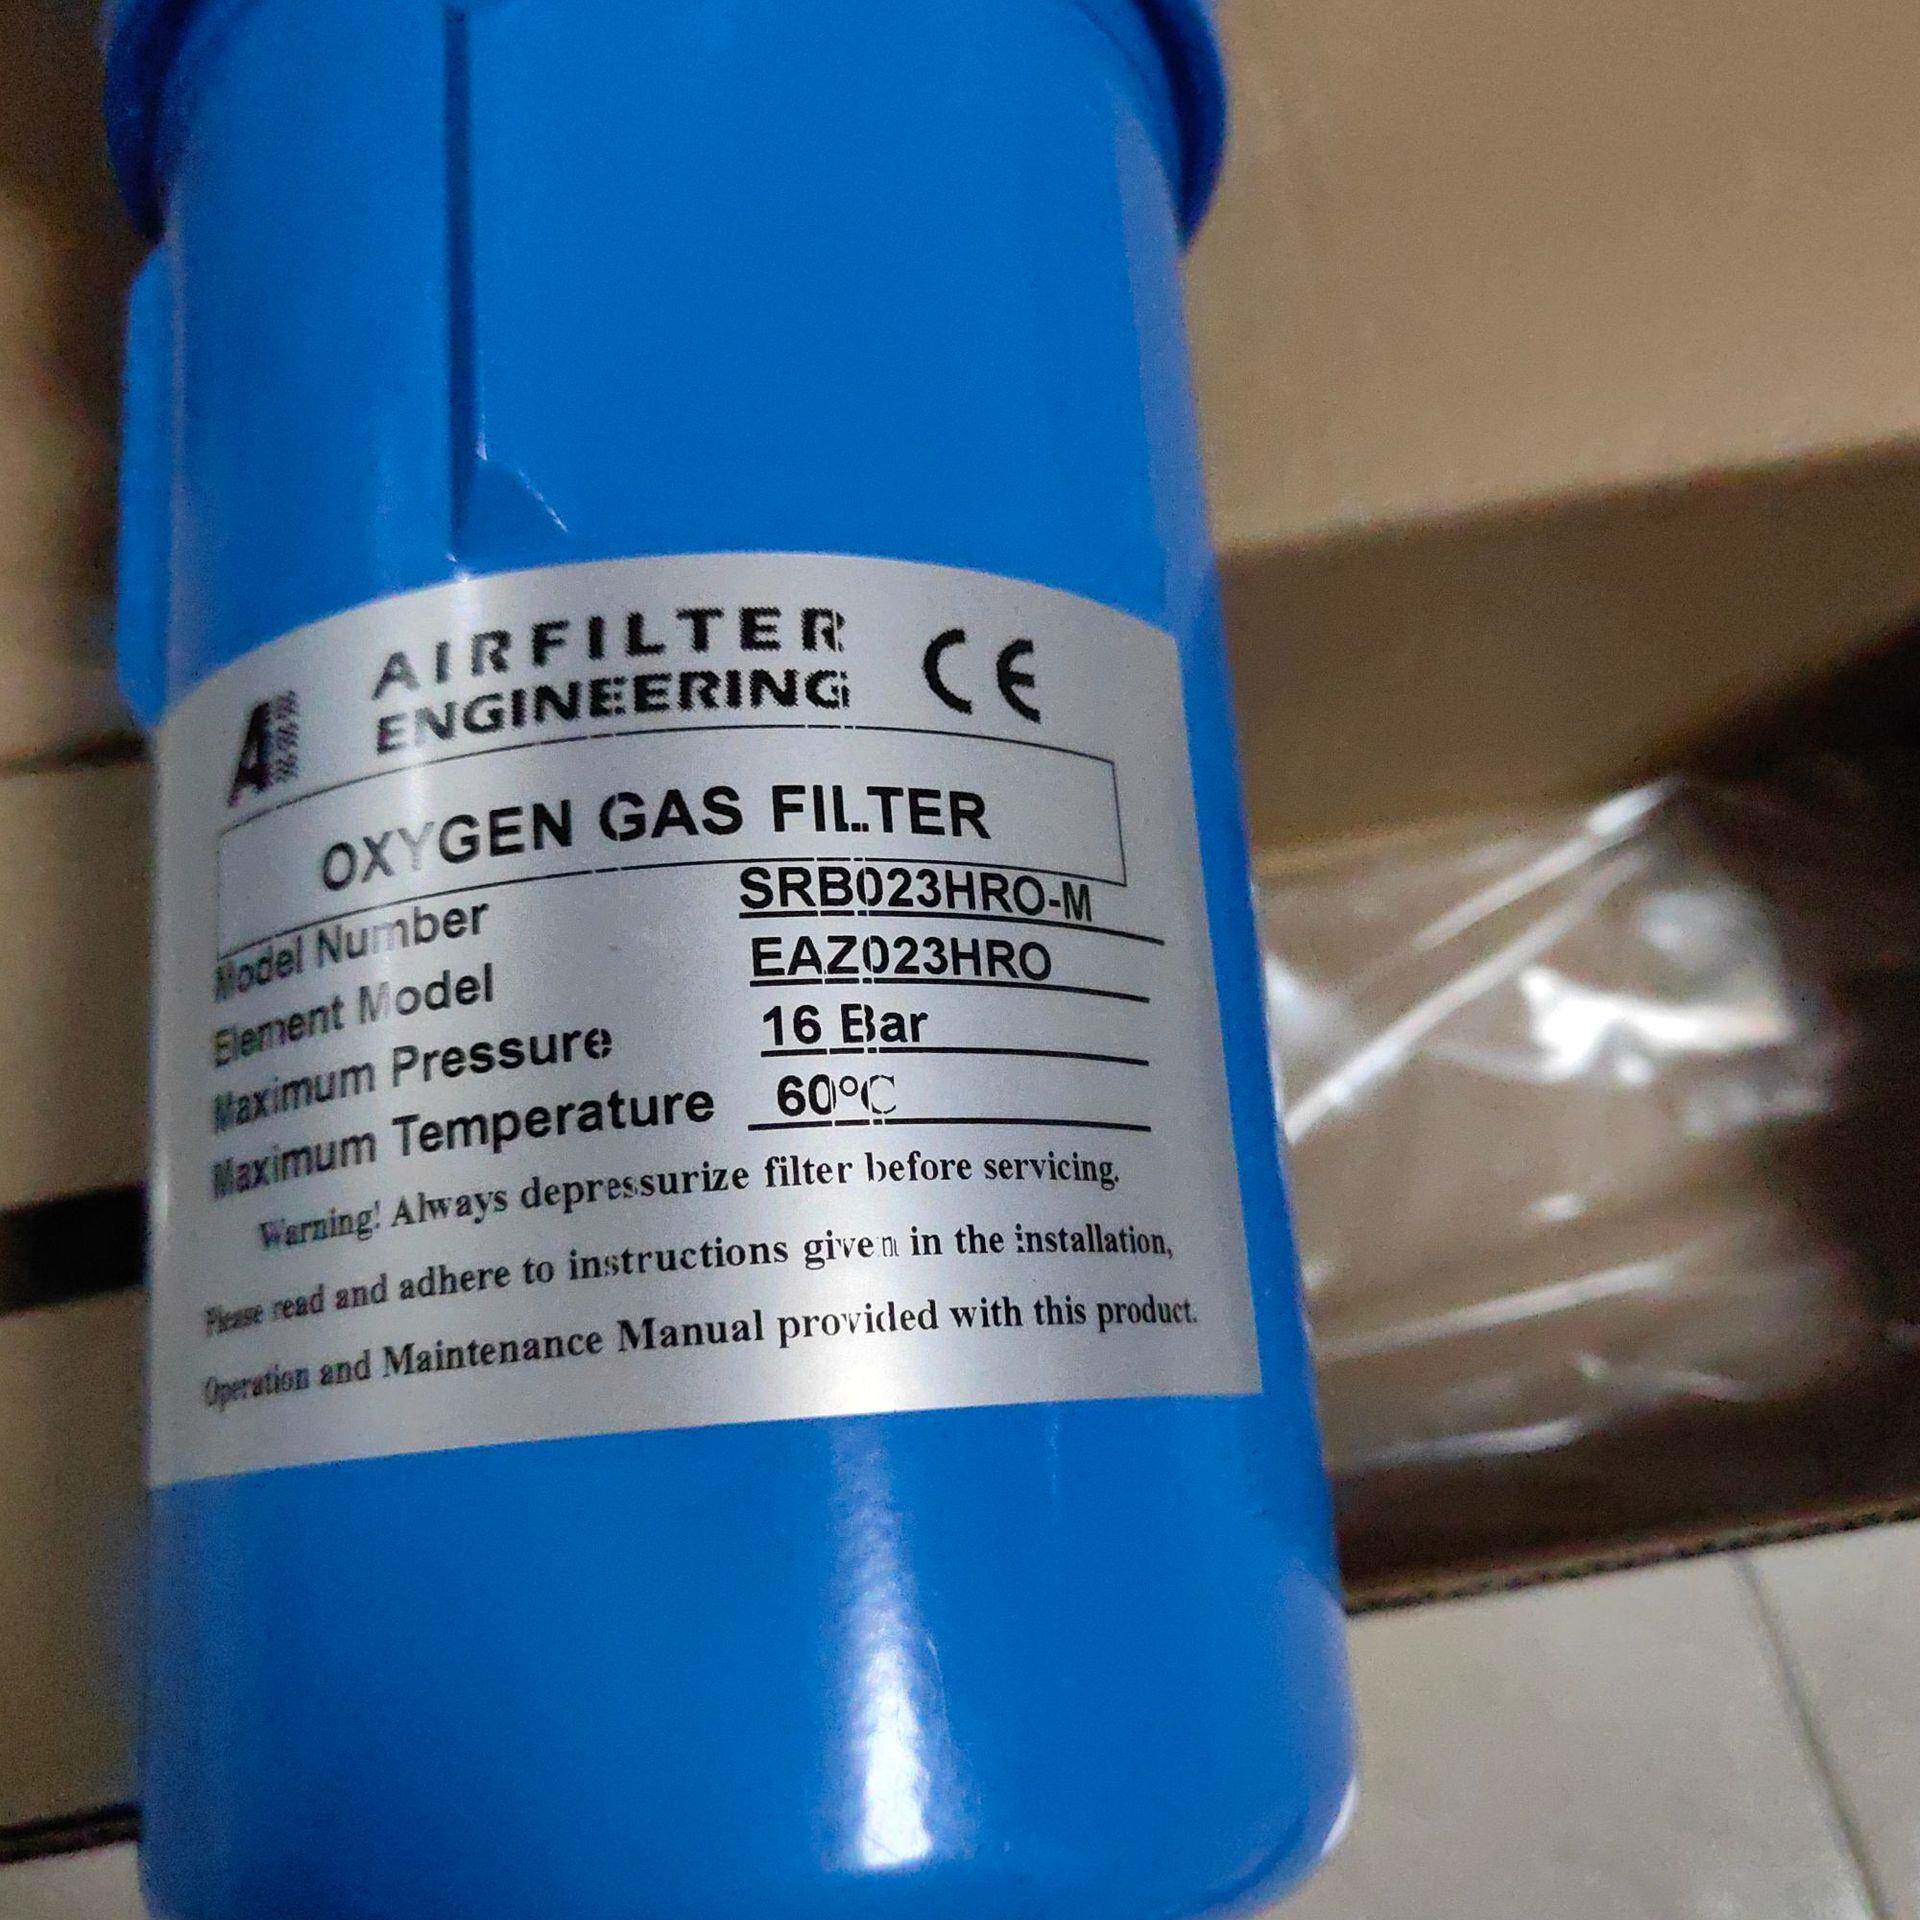 AIRFILTER
ENGINEERING
CE
OXYGEN GAS FILTER
Model Number SRB023HRO-M
Element Model EAZ023HRO
Maximum Pressure 16 Bar
Maximum Temperature 60°C
Warning! Always depressurize filter before servicing.
Please read and adhere to instructions given in the installation,
Operation and Maintenance Manual provided with this product.